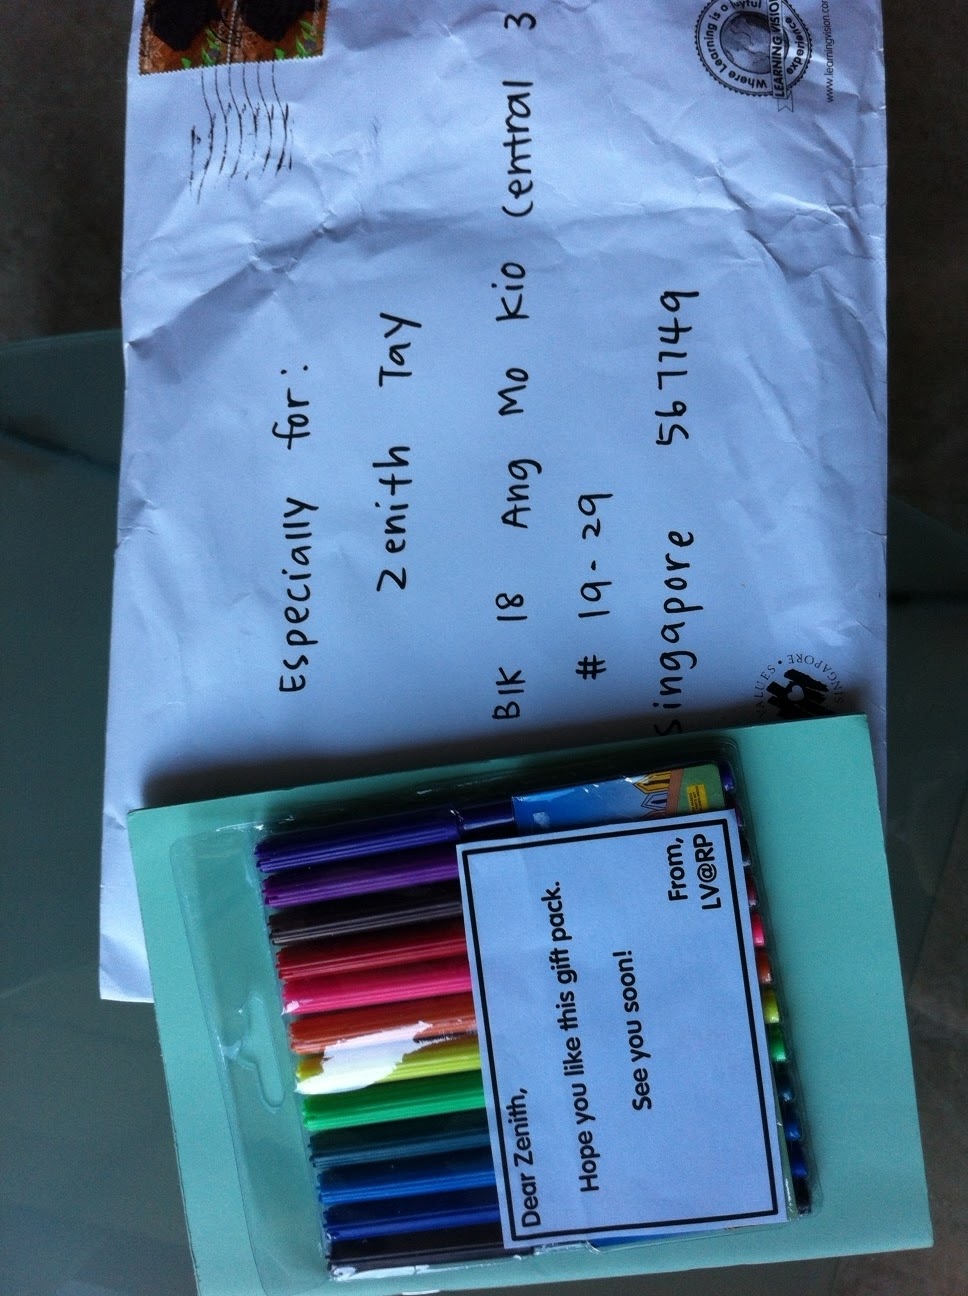 Where Learning is a joyful experience
LEARNING VISION
www.learningvision.com
Especially for:
Zenith Tay
Blk 18 Ang Mo Kio Central 3
# 19-29
Singapore 567749
VALUES • SINGAPORE
Dear Zenith,
Hope you like this gift pack.
See you soon!
From,
LV@RP